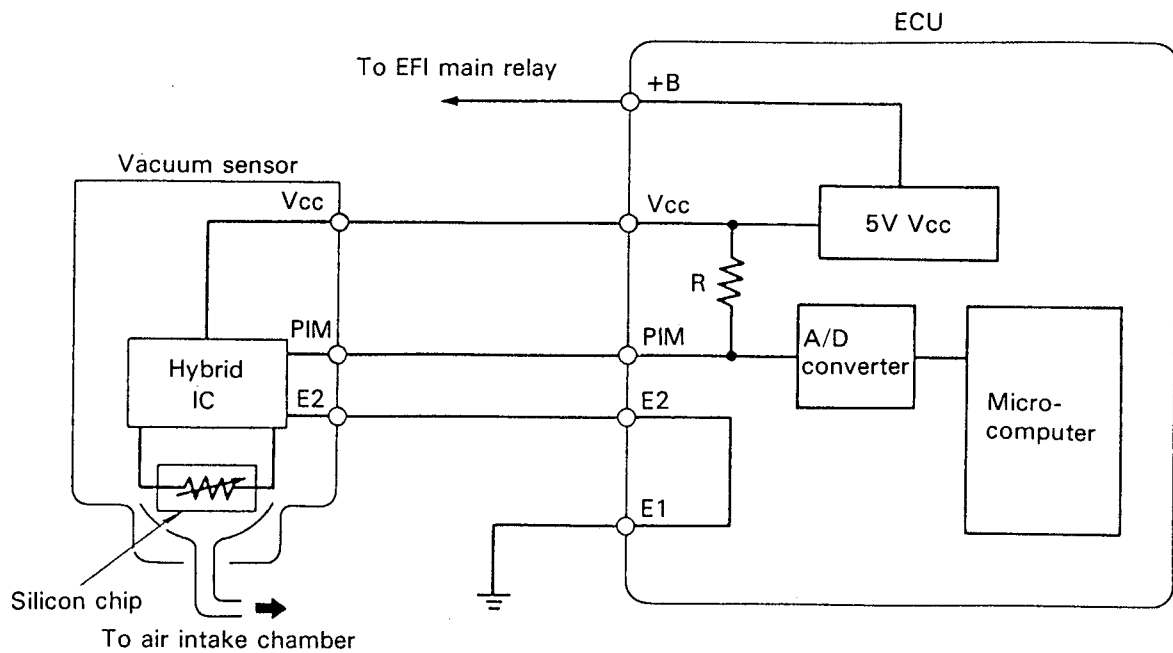 ECU
To EFI main relay
+B
Vacuum sensor
Vcc
Vcc
5V Vcc
R
PIM
PIM
A/D
converter
Hybrid
IC
E2
E2
Micro-
computer
E1
Silicon chip
To air intake chamber